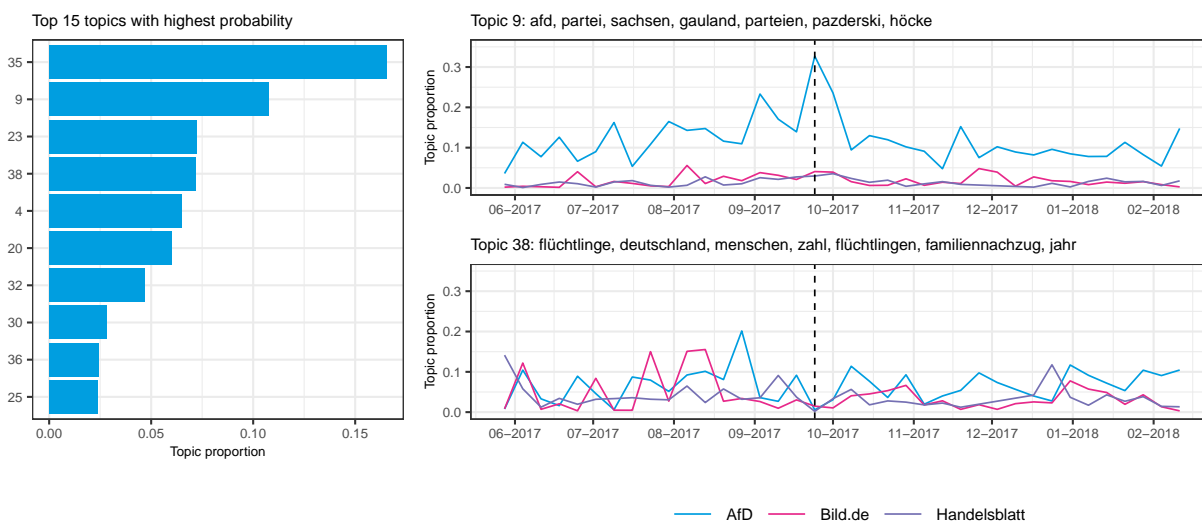 Top 15 topics with highest probability
35
9
23
38
4
20
32
30
36
25
0.00 0.05 0.10 0.15
Topic proportion
Topic 9: afd, partei, sachsen, gauland, parteien, pazderski, höcke
Topic proportion
0.3
0.2
0.1
0.0
06−2017 07−2017 08−2017 09−2017 10−2017 11−2017 12−2017 01−2018 02−2018
Topic 38: flüchtlinge, deutschland, menschen, zahl, flüchtlingen, familiennachzug, jahr
Topic proportion
0.3
0.2
0.1
0.0
06−2017 07−2017 08−2017 09−2017 10−2017 11−2017 12−2017 01−2018 02−2018
AfD Bild.de Handelsblatt